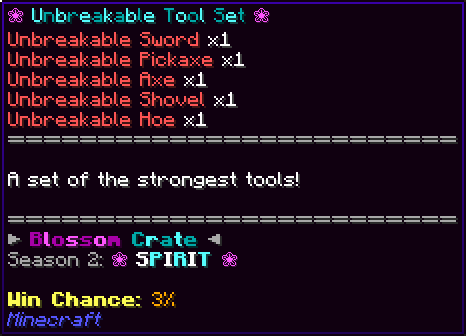 ❀ Unbreakable Tool Set ❀
Unbreakable Sword x1
Unbreakable Pickaxe x1
Unbreakable Axe x1
Unbreakable Shovel x1
Unbreakable Hoe x1
==============================
A set of the strongest tools!
==============================
► Blossom Crate ◄
Season 2: ❀ SPIRIT ❀
Win Chance: 3%
Minecraft